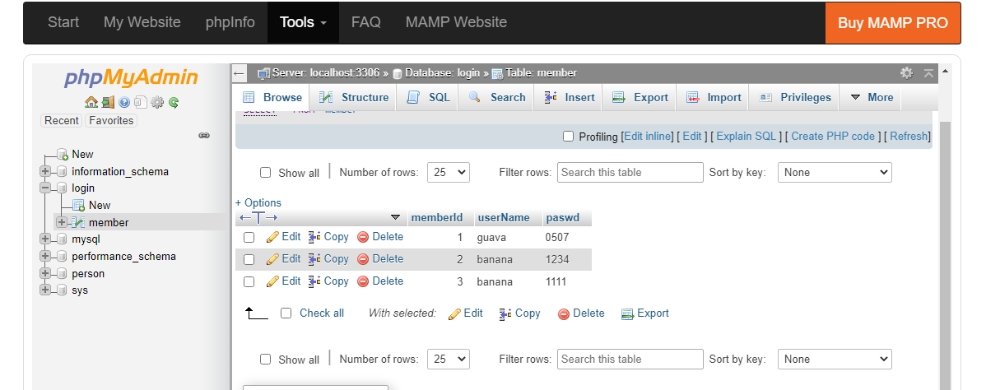 Start My Website phpInfo Tools FAQ MAMP Website Buy MAMP PRO
phpMyAdmin
Recent Favorites
New
information_schema
login
New
member
mysql
performance_schema
person
sys
Server: localhost:3306 » Database: login » Table: member
Browse Structure SQL Search Insert Export Import Privileges More
Profiling [Edit inline] [ Edit ] [ Explain SQL ] [ Create PHP code ] [ Refresh]
Show all Number of rows: 25 Filter rows: Search this table Sort by key: None
+ Options
←T→ memberId userName paswd
Edit Copy Delete 1 guava 0507
Edit Copy Delete 2 banana 1234
Edit Copy Delete 3 banana 1111
Check all With selected: Edit Copy Delete Export
Show all Number of rows: 25 Filter rows: Search this table Sort by key: None